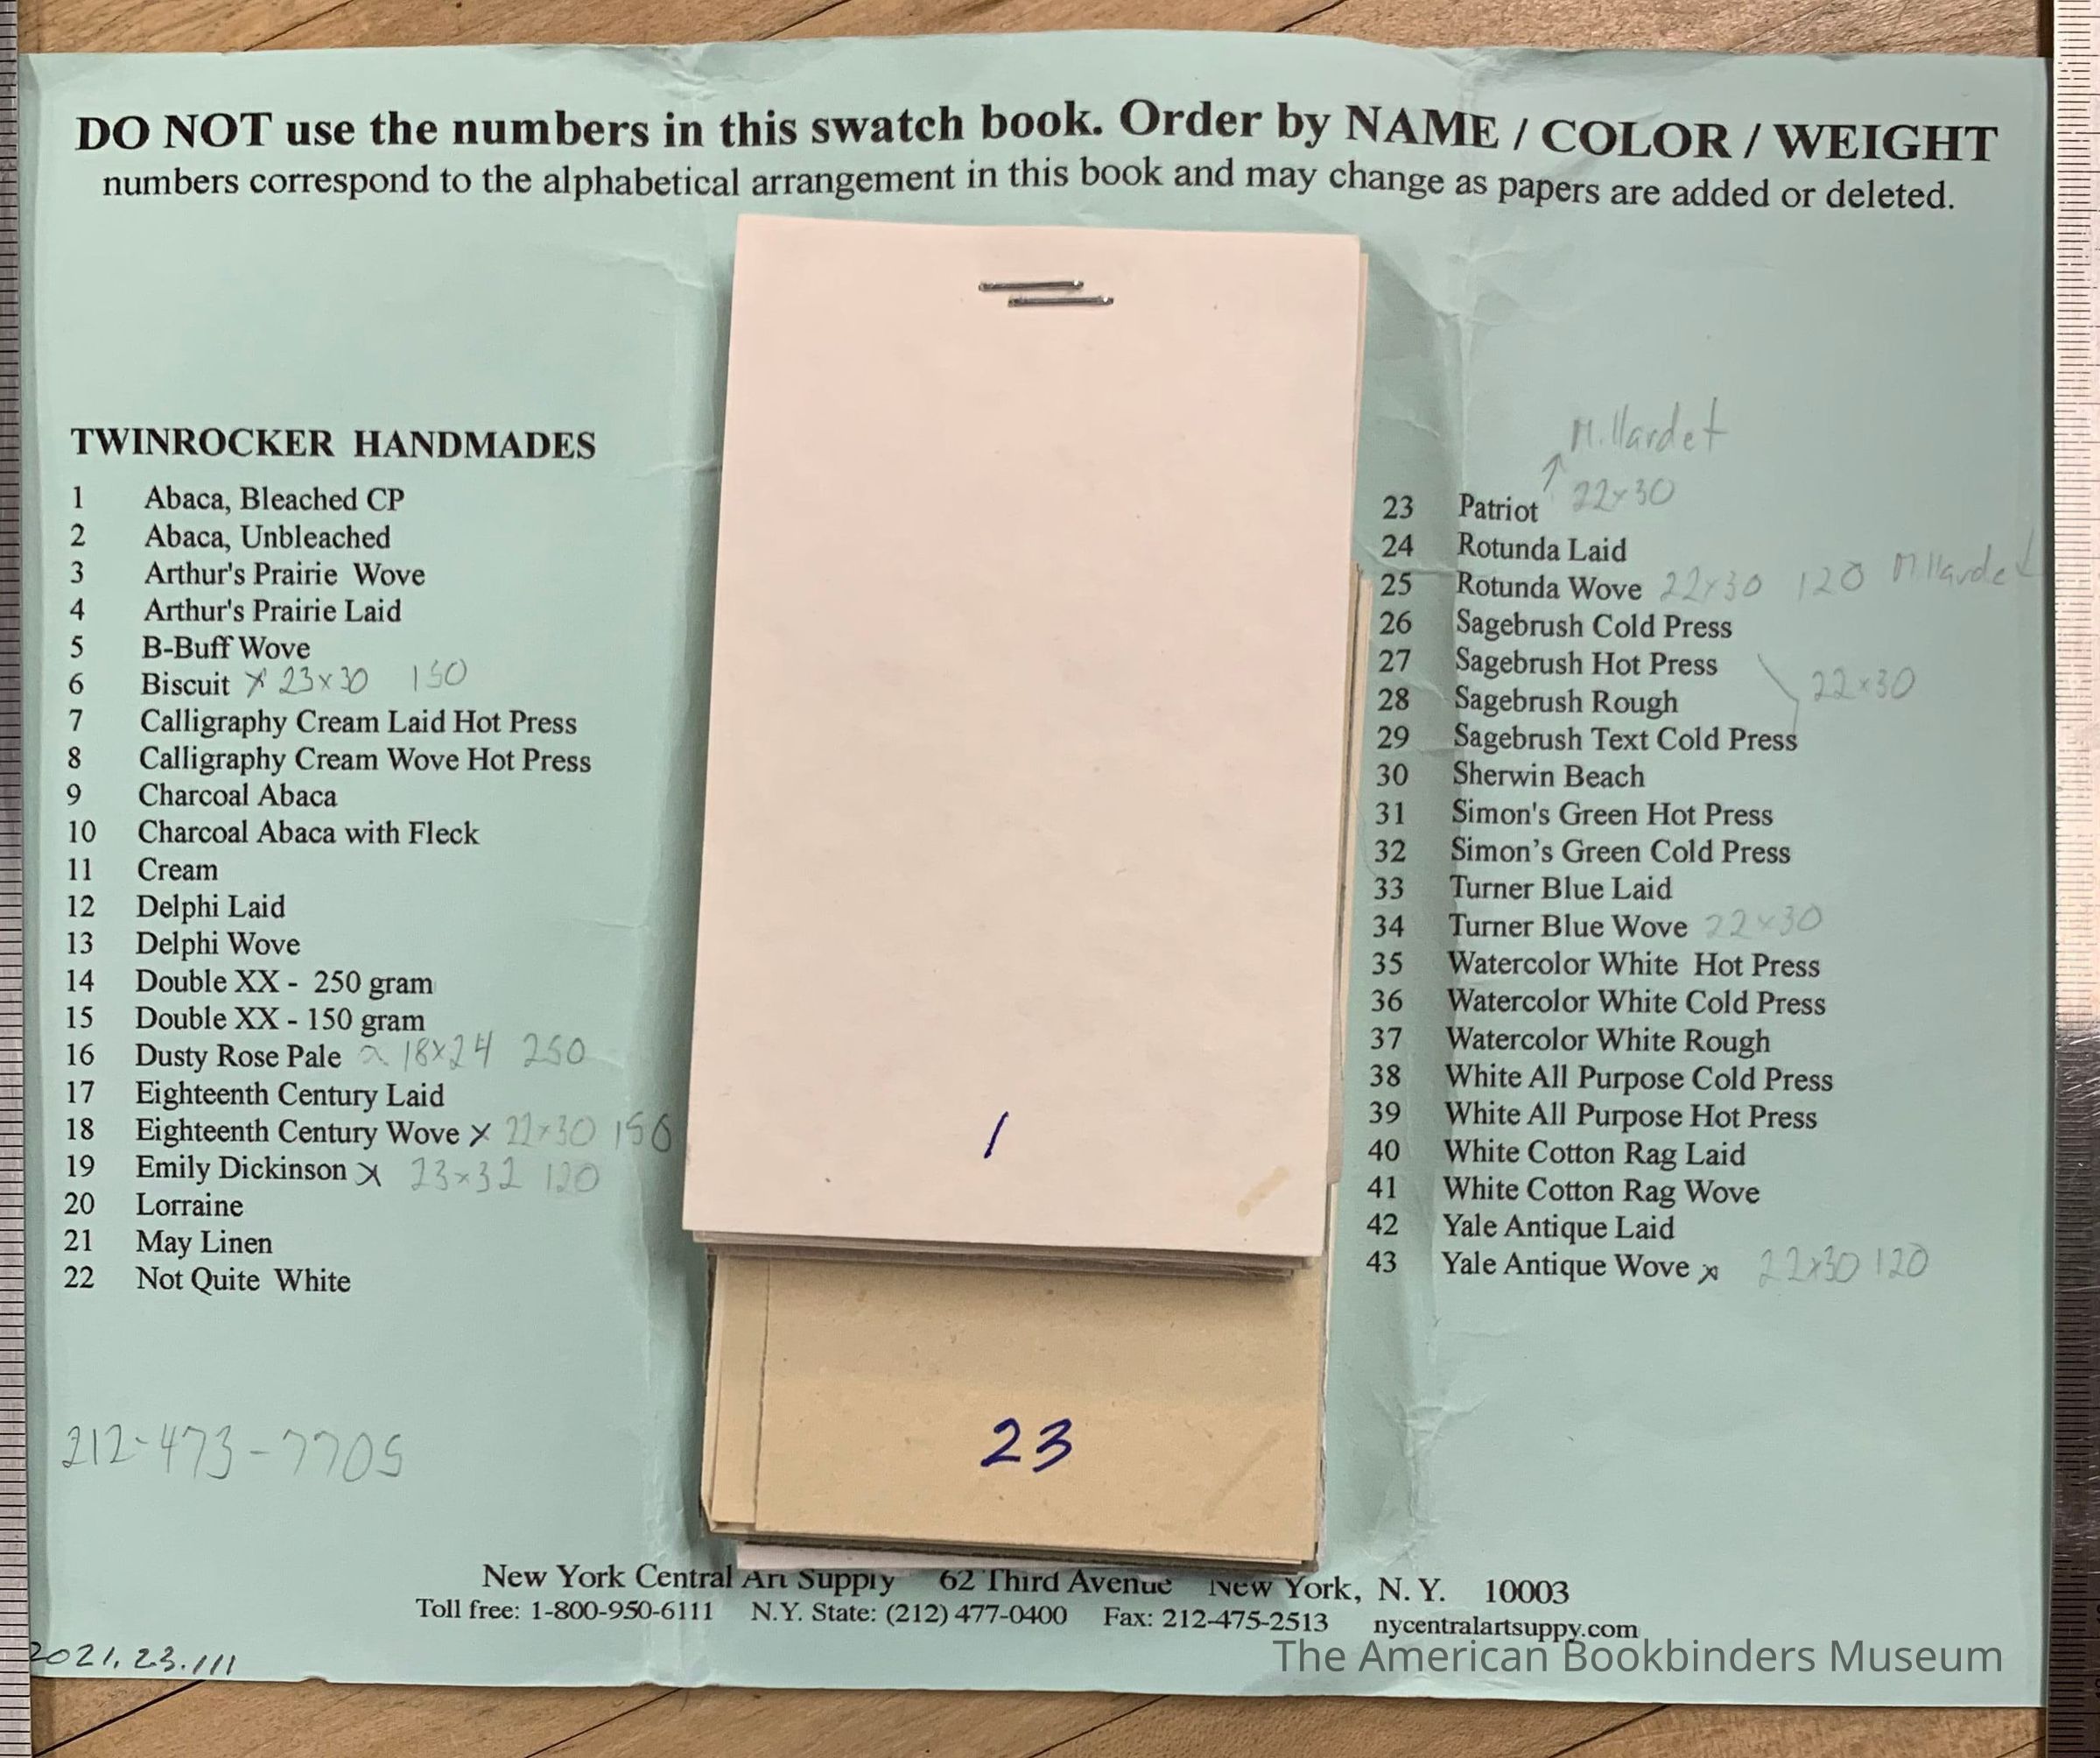 DO NOT use the numbers in this swatch book. Order by NAME / COLOR / WEIGHT
numbers correspond to the alphabetical arrangement in this book and may change as papers are added or deleted.
TWINROCKER HANDMADES
1 Abaca, Bleached CP
2 Abaca, Unbleached
3 Arthur's Prairie Wove
4 Arthur's Prairie Laid
5 B-Buff Wove
6 Biscuit x 23x30 150
7 Calligraphy Cream Laid Hot Press
8 Calligraphy Cream Wove Hot Press
9 Charcoal Abaca
10 Charcoal Abaca with Fleck
11 Cream
12 Delphi Laid
13 Delphi Wove
14 Double XX - 250 gram
15 Double XX - 150 gram
16 Dusty Rose Pale x 18x24 250
17 Eighteenth Century Laid
18 Eighteenth Century Wove x 22x30 150
19 Emily Dickinson x 23x32 120
20 Lorraine
21 May Linen
22 Not Quite White
212-473-7705
1
23
Millardet
22x30
23 Patriot
24 Rotunda Laid
25 Rotunda Wove 22x30 120 Millardet
26 Sagebrush Cold Press
27 Sagebrush Hot Press
22x30
28 Sagebrush Rough
29 Sagebrush Text Cold Press
30 Sherwin Beach
31 Simon's Green Hot Press
32 Simon's Green Cold Press
33 Turner Blue Laid
34 Turner Blue Wove 22x30
35 Watercolor White Hot Press
36 Watercolor White Cold Press
37 Watercolor White Rough
38 White All Purpose Cold Press
39 White All Purpose Hot Press
40 White Cotton Rag Laid
41 White Cotton Rag Wove
42 Yale Antique Laid
43 Yale Antique Wove x 22x30 120
New York Central Art Supply 62 Third Avenue New York, N.Y. 10003
Toll free: 1-800-950-6111 N.Y. State: (212) 477-0400 Fax: 212-475-2513 nycentralartsuppy.com
2021.23.111
The American Bookbinders Museum